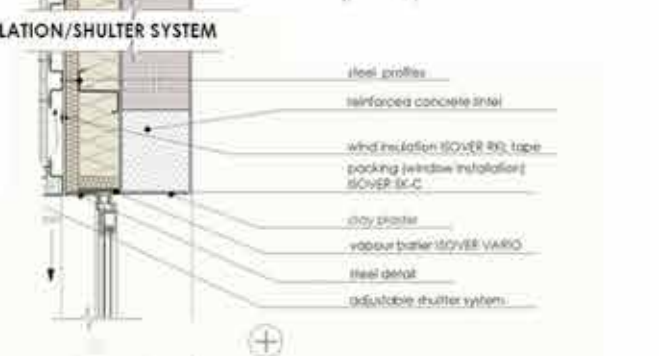 LATION/SHULTER SYSTEM
steel profiles
reinforced concrete lintel
wind insulation ISOVER RKL tape
packing (window installation)
ISOVER SK-C
clay plaster
vapour barier ISOVER VARIO
steel detail
adjustable shultter system